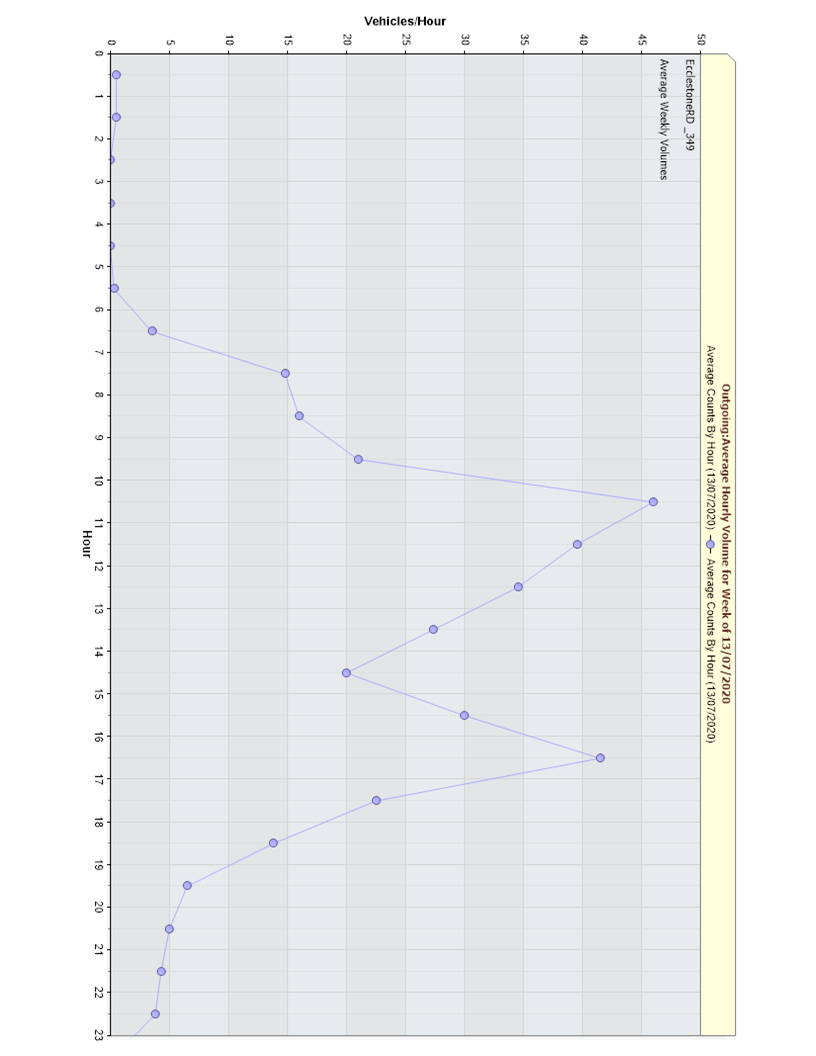 Outgoing:Average Hourly Volume for Week of 13/07/2020
Average Counts By Hour (13/07/2020) Average Counts By Hour (13/07/2020)
EcclestoneRD _349
Average Weekly Volumes
Vehicles/Hour
50
45
40
35
30
25
20
15
10
5
0
0 1 2 3 4 5 6 7 8 9 10 11 12 13 14 15 16 17 18 19 20 21 22 23
Hour